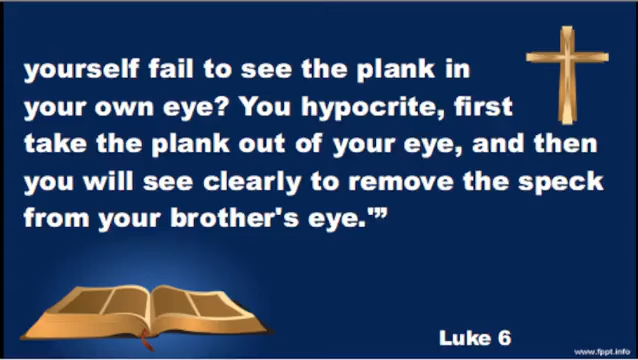 yourself fail to see the plank in
your own eye? You hypocrite, first
take the plank out of your eye, and then
you will see clearly to remove the speck
from your brother's eye.'”
Luke 6
www.fppt.info